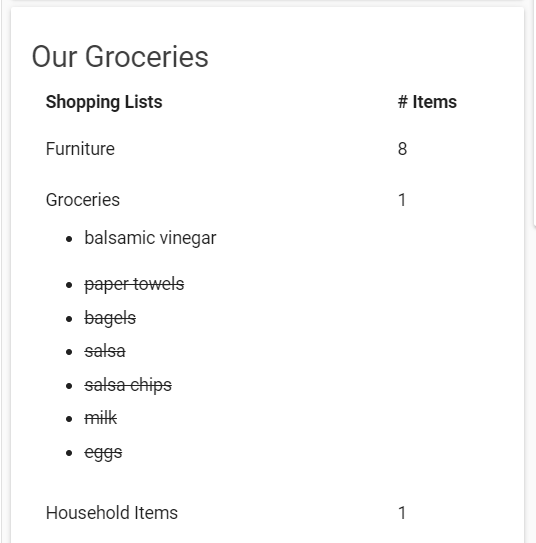 Our Groceries
Shopping Lists # Items
Furniture 8
Groceries 1
balsamic vinegar
paper towels
bagels
salsa
salsa chips
milk
eggs
Household Items 1